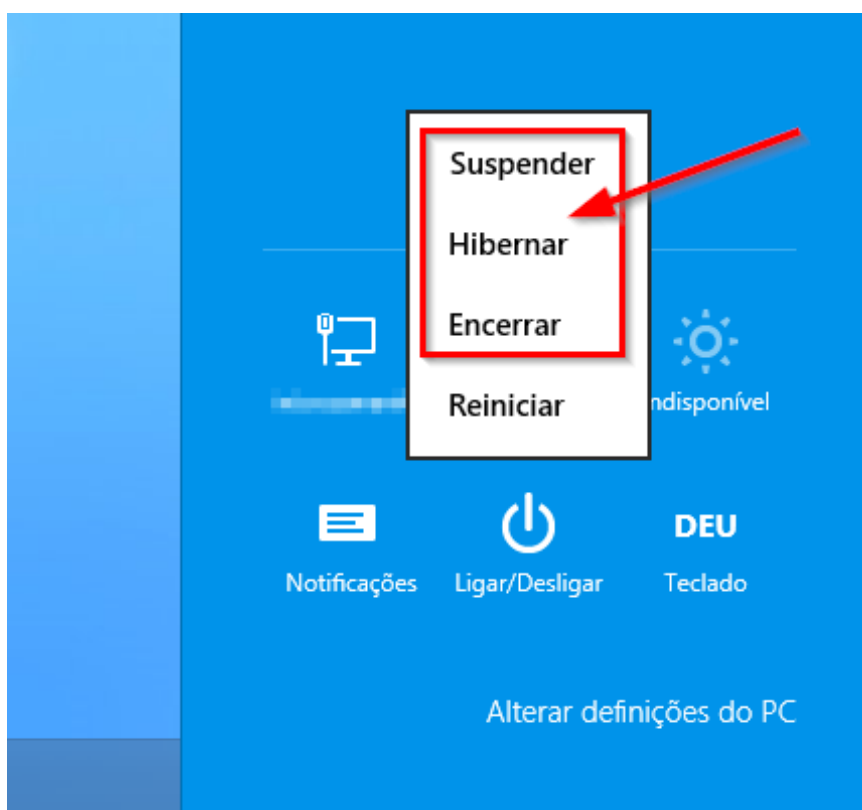 Suspender
Hibernar
Encerrar
Reiniciar
ndisponível
Notificações
Ligar/Desligar
DEU
Teclado
Alterar definições do PC